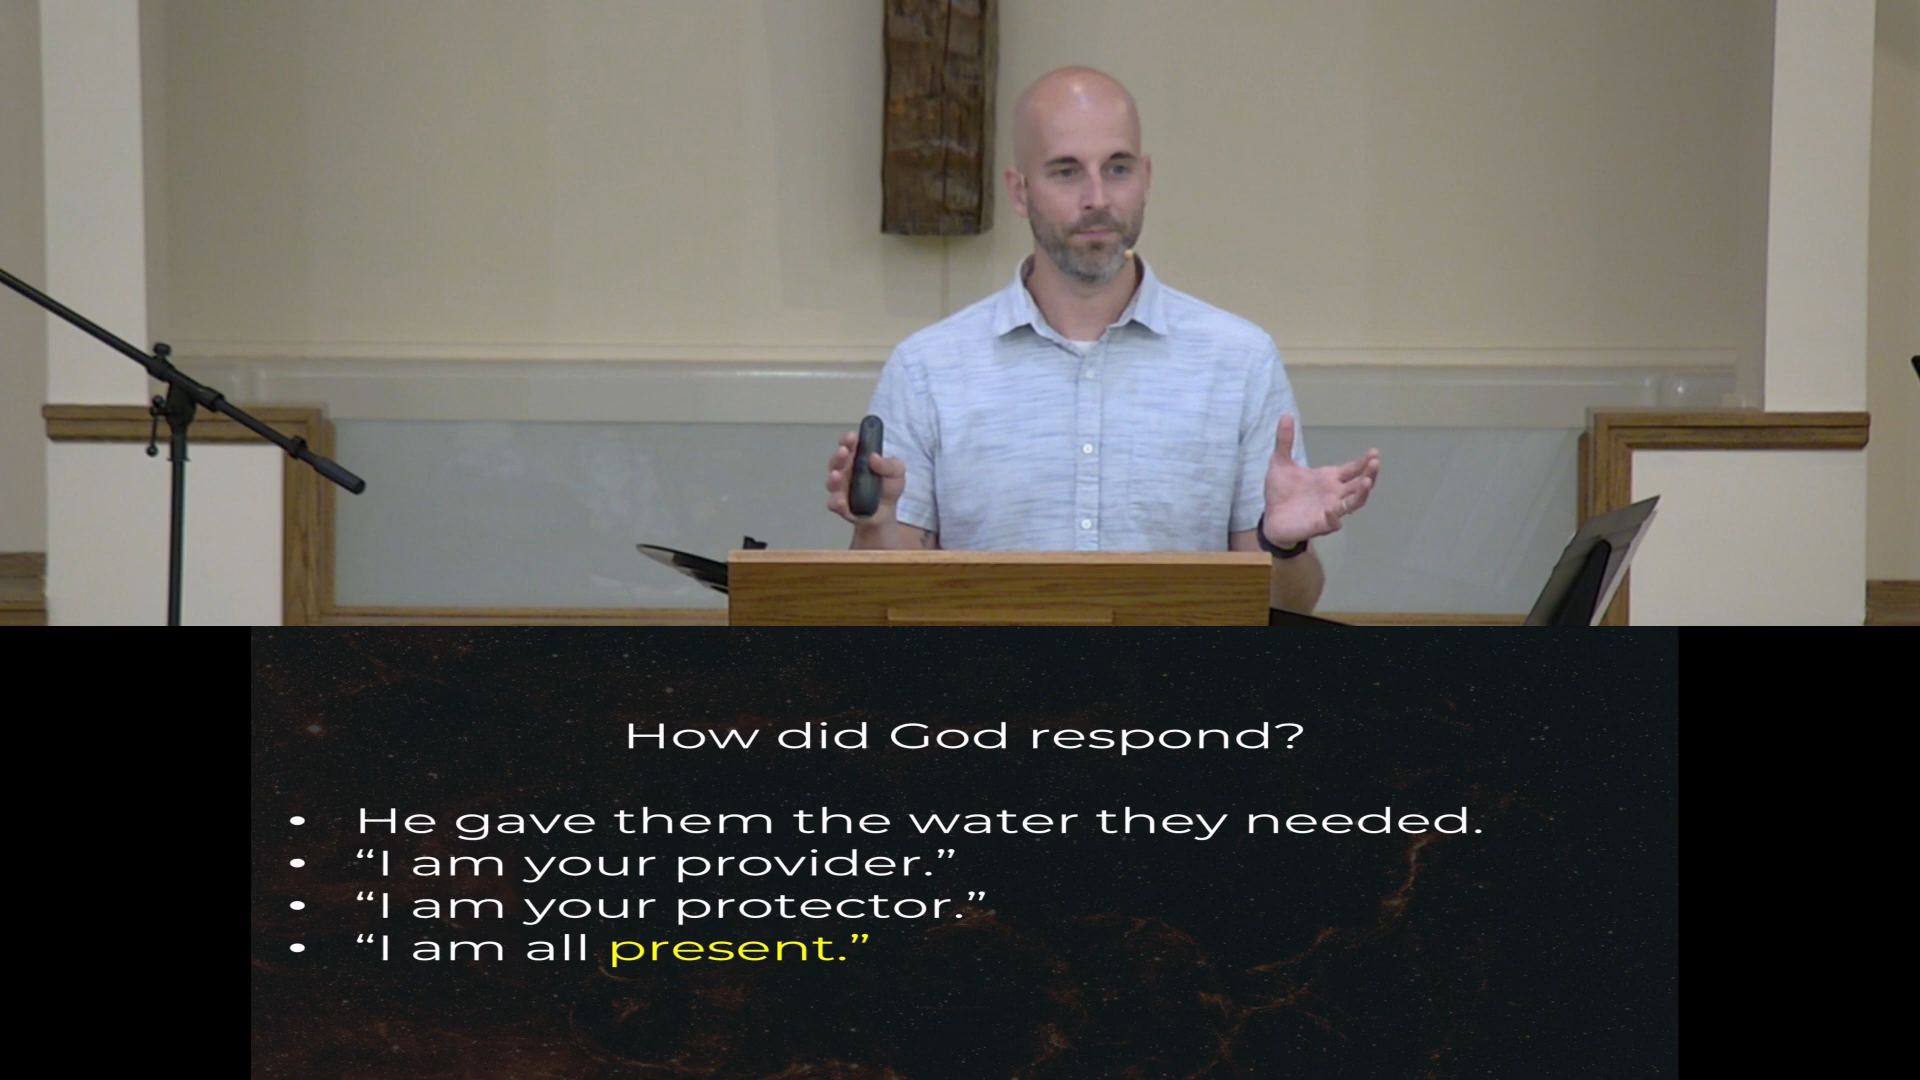 How did God respond?
• He gave them the water they needed.
• “I am your provider.”
• “I am your protector.”
• “I am all present.”